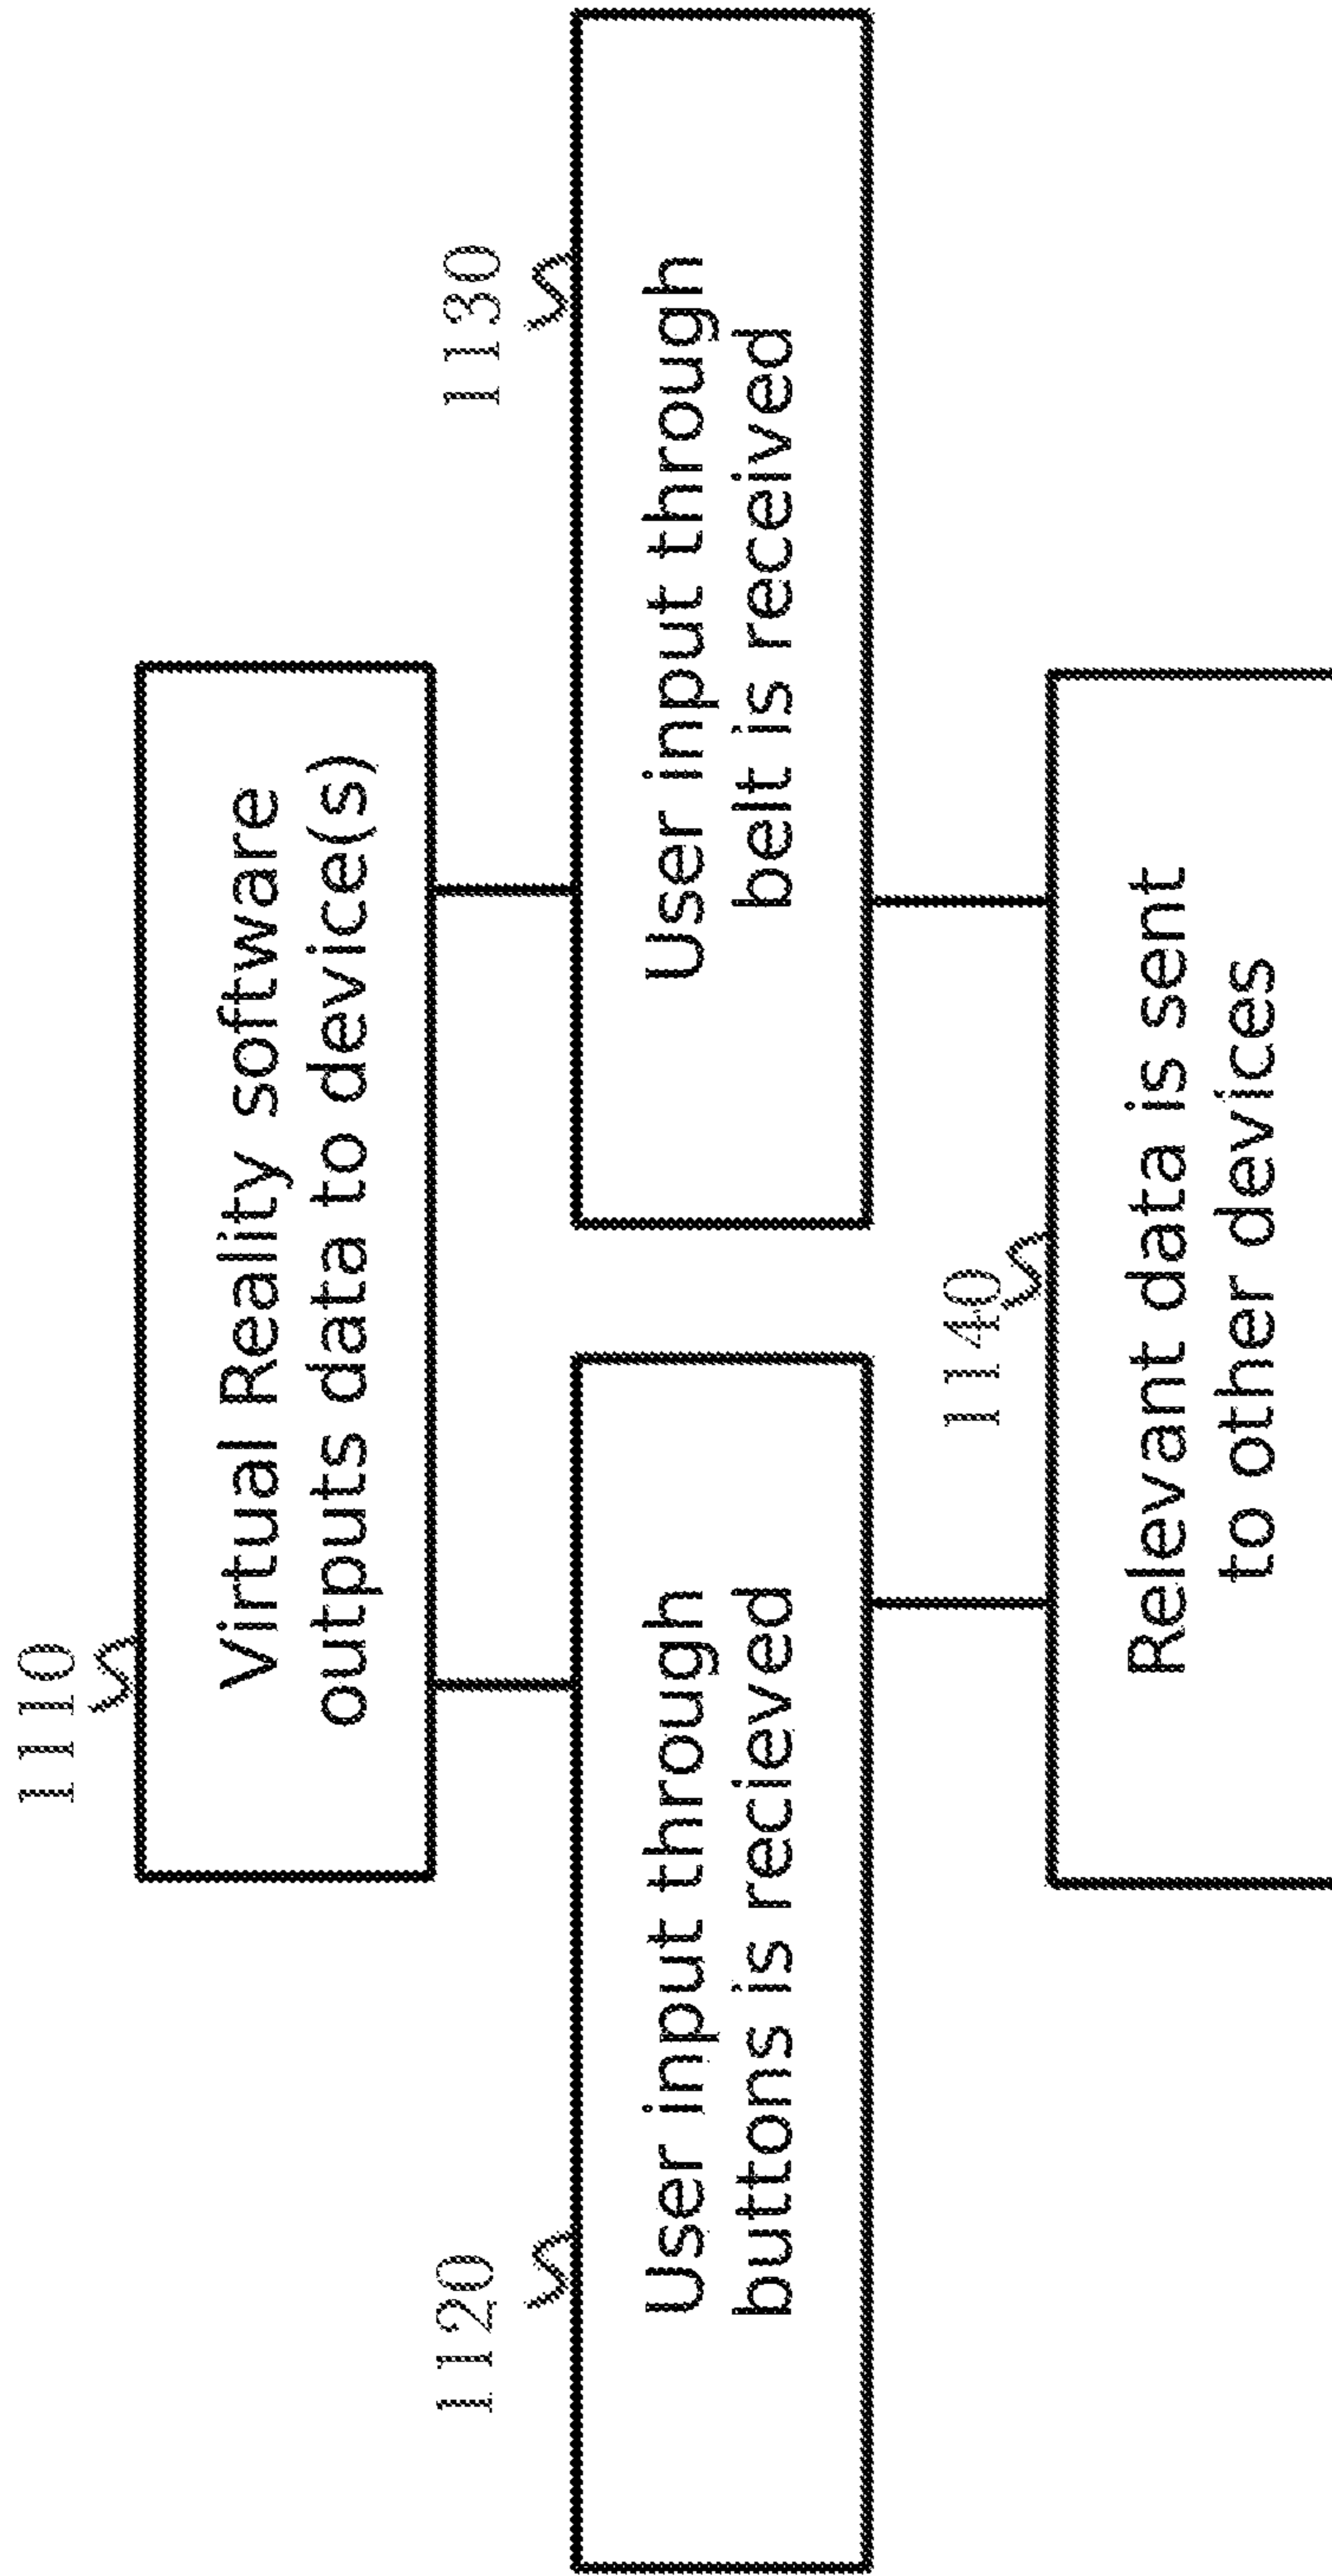 1110
Virtual Reality software
outputs data to device(s)
1120
User input through
buttons is recieved
1130
User input through
belt is received
1140
Relevant data is sent
to other devices